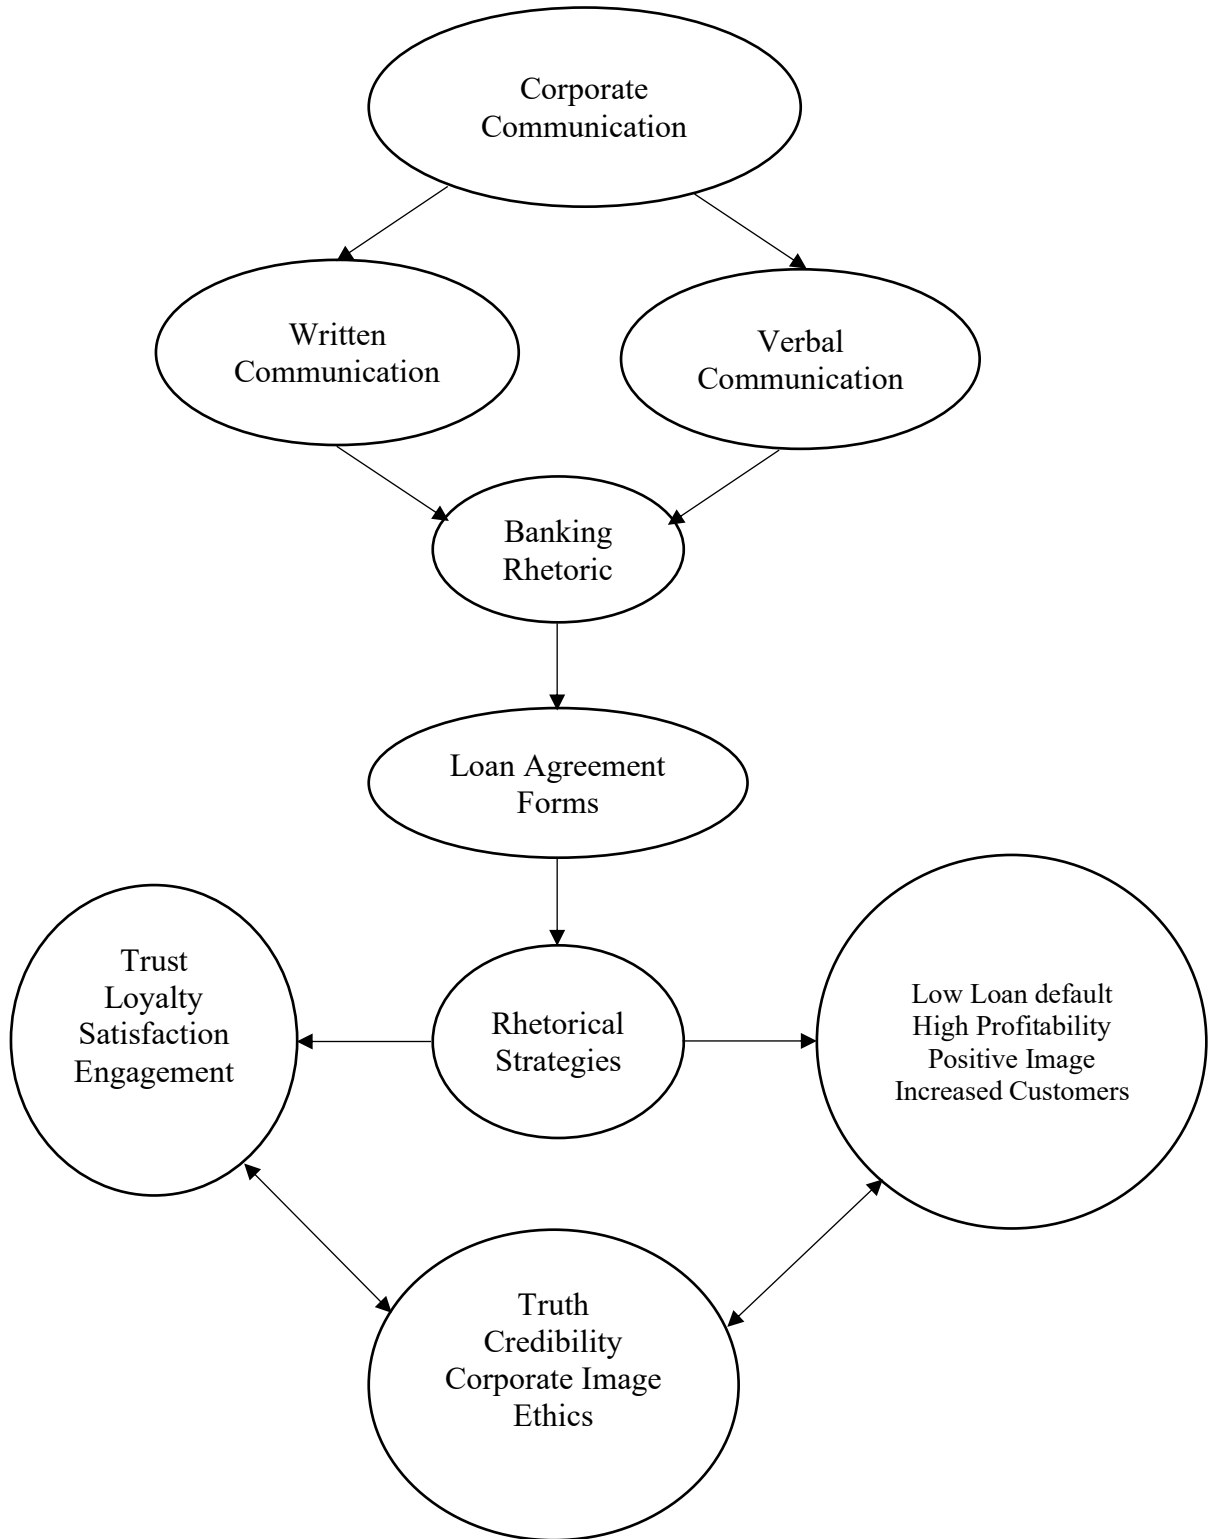 Corporate
Communication
Written
Communication
Verbal
Communication
Banking
Rhetoric
Loan Agreement
Forms
Trust
Loyalty
Satisfaction
Engagement
Rhetorical
Strategies
Low Loan default
High Profitability
Positive Image
Increased Customers
Truth
Credibility
Corporate Image
Ethics